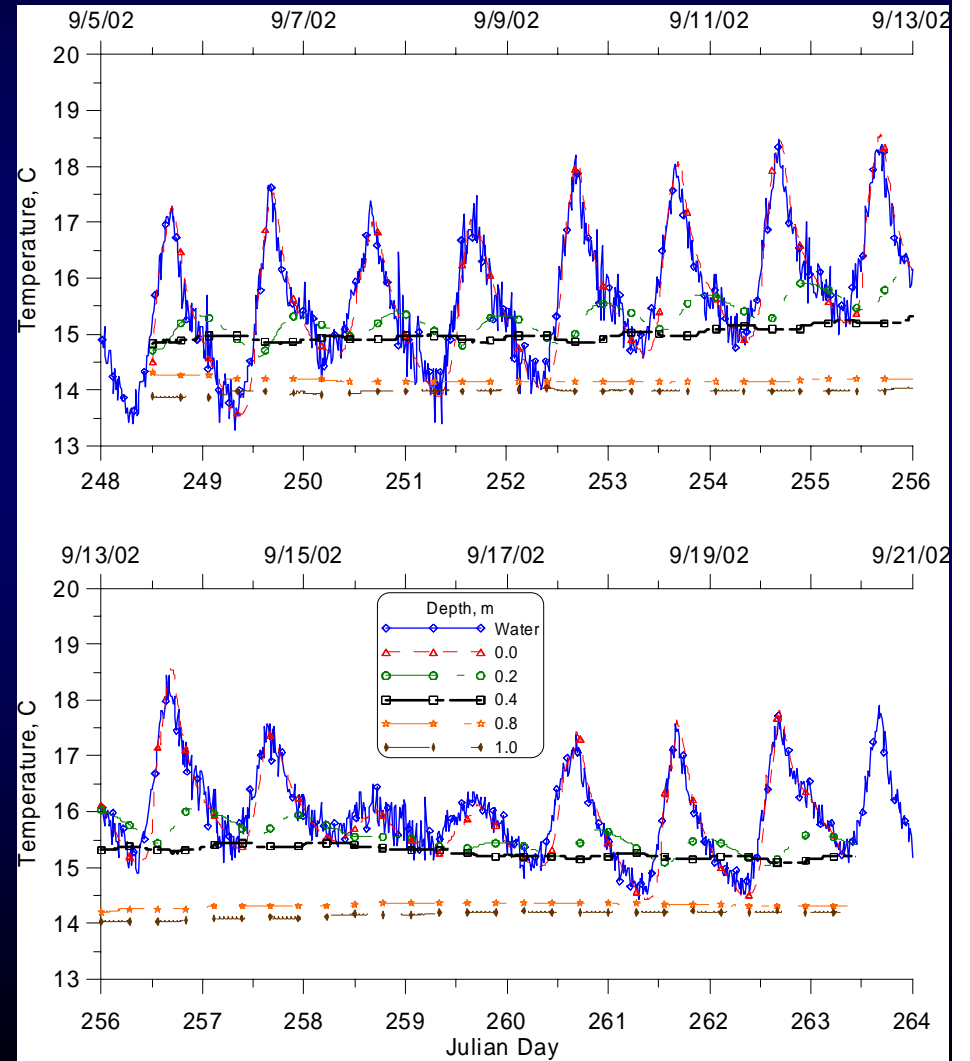 9/5/02 9/7/02 9/9/02 9/11/02 9/13/02
20
19
18
17
16
15
14
13
Temperature, C
248 249 250 251 252 253 254 255 256
9/13/02 9/15/02 9/17/02 9/19/02 9/21/02
20
19
18
17
16
15
14
13
Temperature, C
Depth, m
Water
0.0
0.2
0.4
0.8
1.0
256 257 258 259 260 261 262 263 264
Julian Day